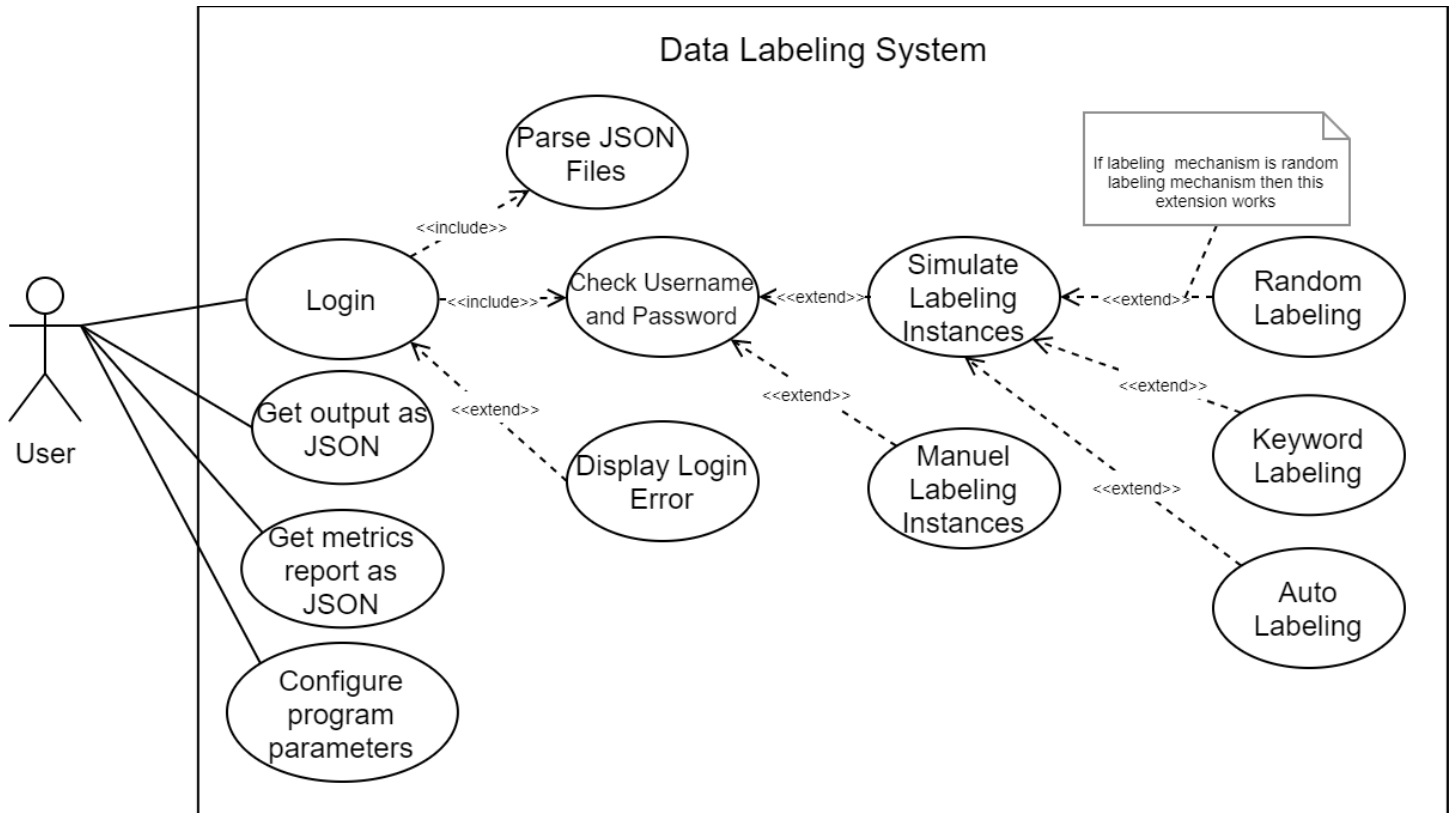 Data Labeling System
Parse JSON
Files
If labeling mechanism is random
labeling mechanism then this
extension works
<<include>>
Login
<<include>>
Check Username
and Password
<<extend>>
Simulate
Labeling
Instances
<<extend>>
Random
Labeling
User
Get output as
JSON
<<extend>>
Display Login
Error
<<extend>>
Manuel
Labeling
Instances
<<extend>>
Keyword
Labeling
<<extend>>
Get metrics
report as
JSON
Auto
Labeling
Configure
program
parameters